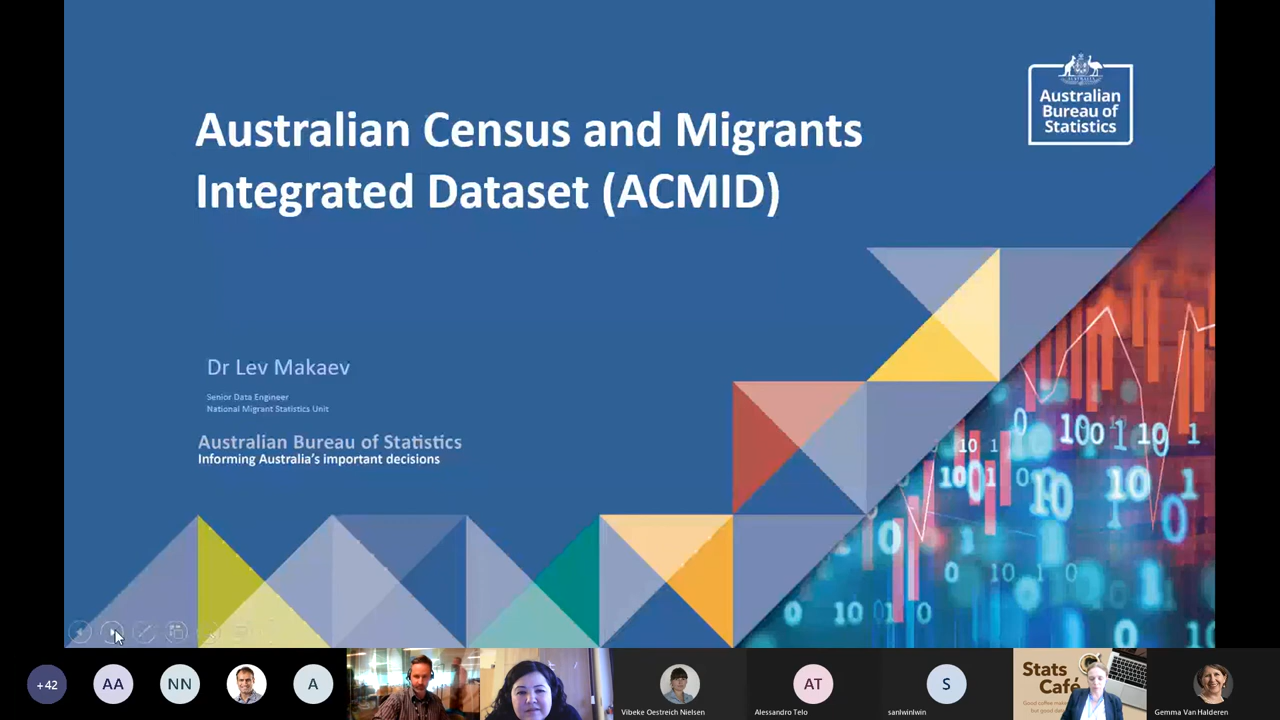 Australian Census and Migrants
Integrated Dataset (ACMID)
Australian
Bureau of
Statistics
Dr Lev Makaev
Senior Data Engineer
National Migrant Statistics Unit
Australian Bureau of Statistics
Informing Australia's important decisions
+42
AA
NN
A
Vibeke Oestreich Nielsen
AT
Alessandro Telo
S
sanlwinlwin
Stats
Café
Gemma Van Halderen